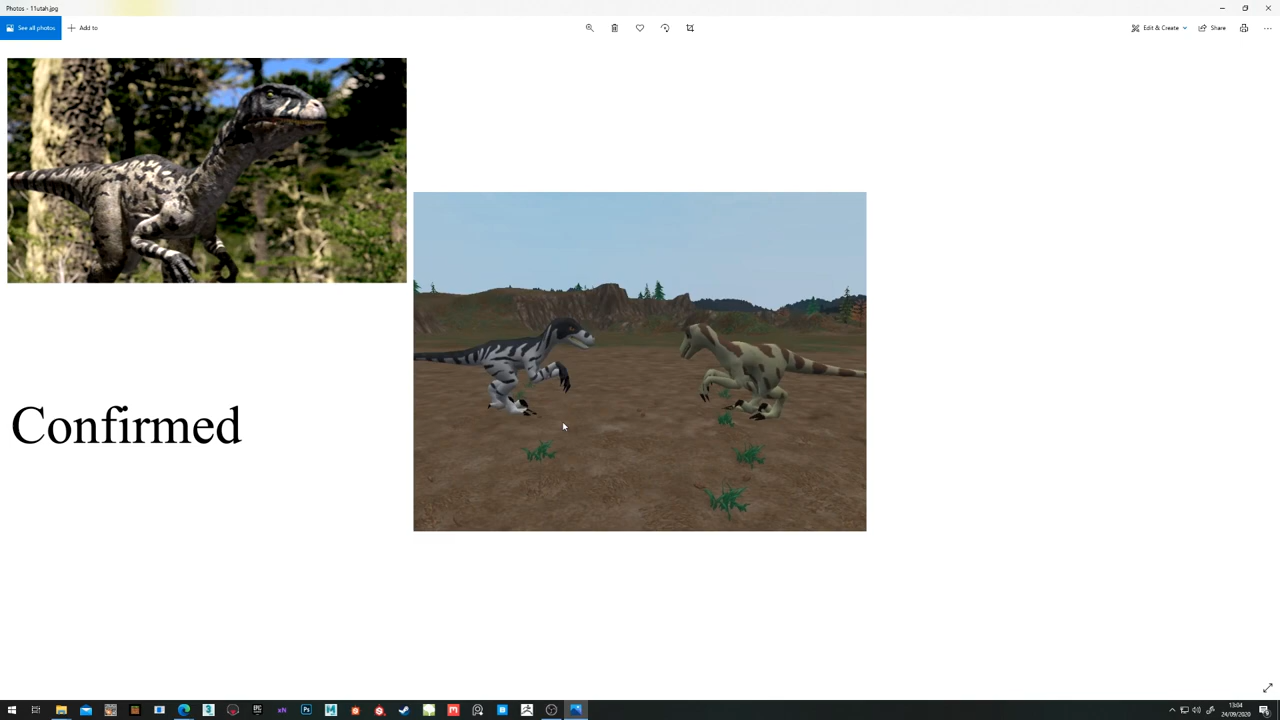 Photos - 11utah.jpg
See all photos
Add to
Edit & Create
Share
Confirmed
13:04
24/09/2020